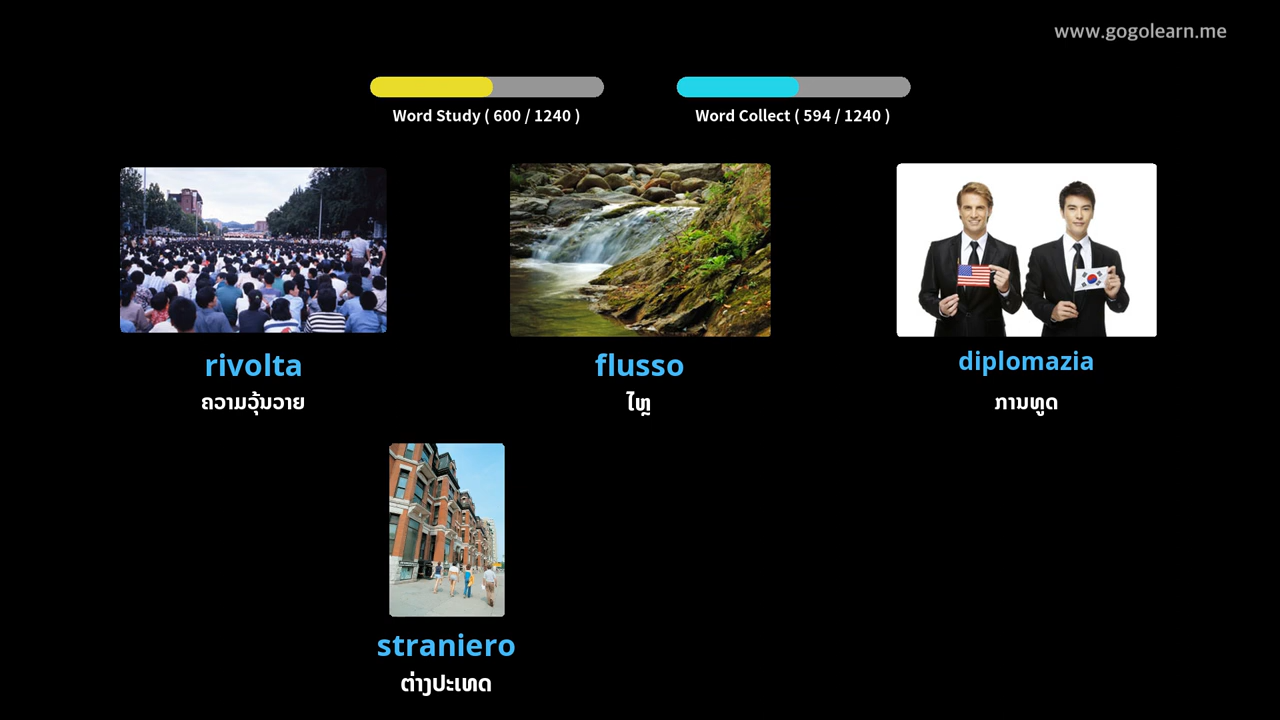 www.gogolearn.me
Word Study ( 600 / 1240 )
Word Collect ( 594 / 1240 )
rivolta
ຄວາມວຸ້ນວາຍ
flusso
ໄຫຼ
diplomazia
ການທູດ
straniero
ຕ່າງປະເທດ